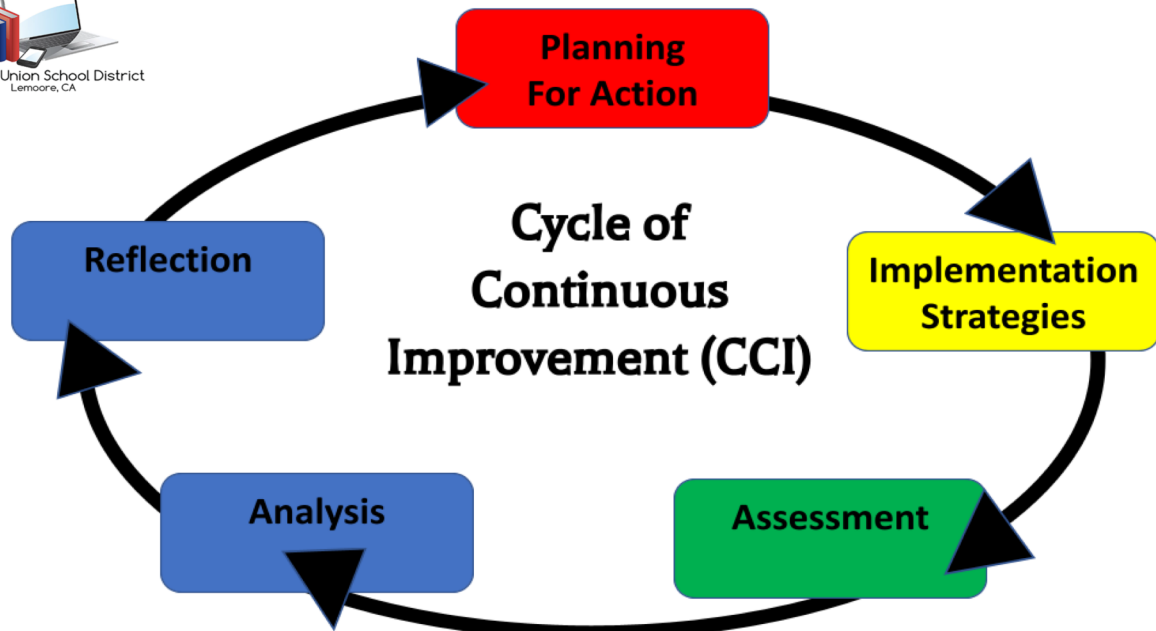 Union School District
Lemoore, CA
Planning
For Action
Cycle of
Continuous
Improvement (CCI)
Reflection
Implementation
Strategies
Analysis
Assessment